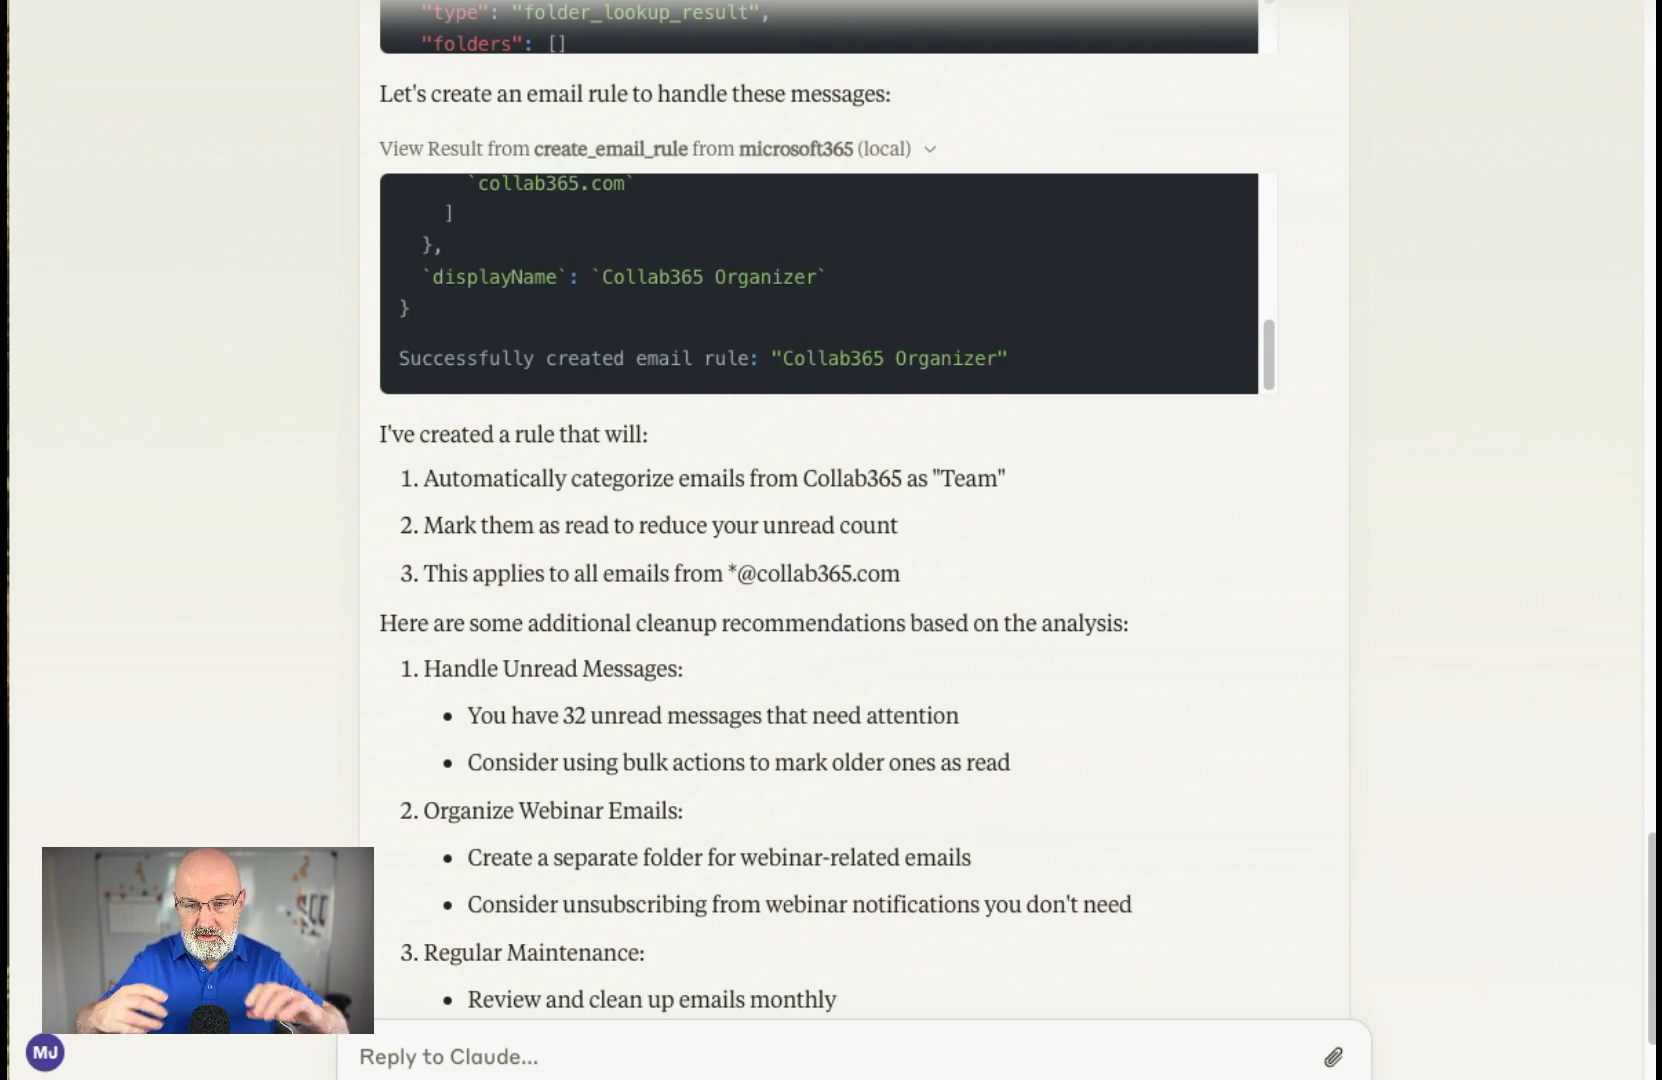 "type": "folder_lookup_result",
"folders": []
Let's create an email rule to handle these messages:
View Result from create_email_rule from microsoft365 (local)
`collab365.com`
]
},
`displayName`: `Collab365 Organizer`
}
Successfully created email rule: "Collab365 Organizer"
I've created a rule that will:
1. Automatically categorize emails from Collab365 as "Team"
2. Mark them as read to reduce your unread count
3. This applies to all emails from *@collab365.com
Here are some additional cleanup recommendations based on the analysis:
1. Handle Unread Messages:
• You have 32 unread messages that need attention
• Consider using bulk actions to mark older ones as read
2. Organize Webinar Emails:
• Create a separate folder for webinar-related emails
• Consider unsubscribing from webinar notifications you don't need
3. Regular Maintenance:
• Review and clean up emails monthly
MJ
Reply to Claude...